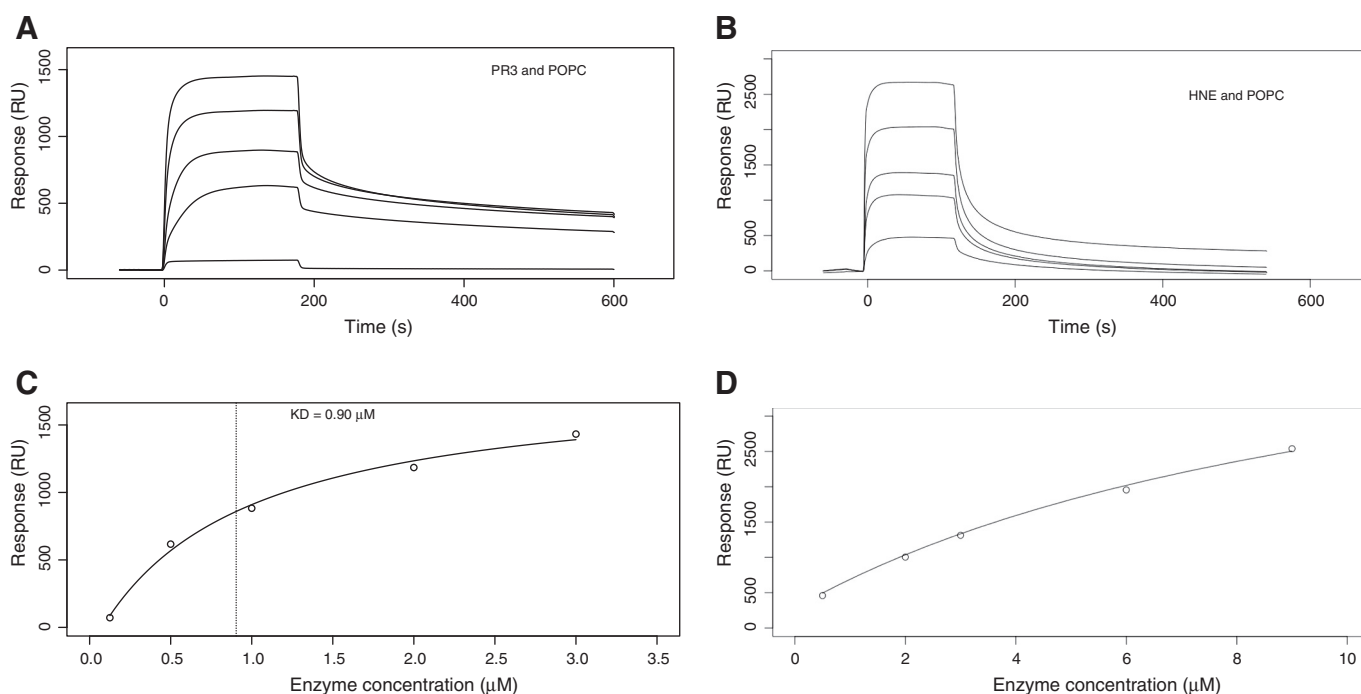 A
PR3 and POPC
Response (RU)
0 500 1000 1500
0 200 400 600
Time (s)
B
HNE and POPC
Response (RU)
0 500 1500 2500
0 200 400 600
Time (s)
C
KD = 0.90 μM
Response (RU)
0 500 1000 1500
0.0 0.5 1.0 1.5 2.0 2.5 3.0 3.5
Enzyme concentration (μM)
D
Response (RU)
0 500 1500 2500
0 2 4 6 8 10
Enzyme concentration (μM)